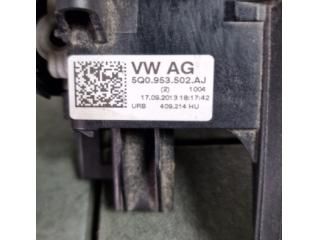 VW AG
5Q0.953.502.AJ
(2) 1004
17.09.2013 18:17:42
URB 409.214 HU